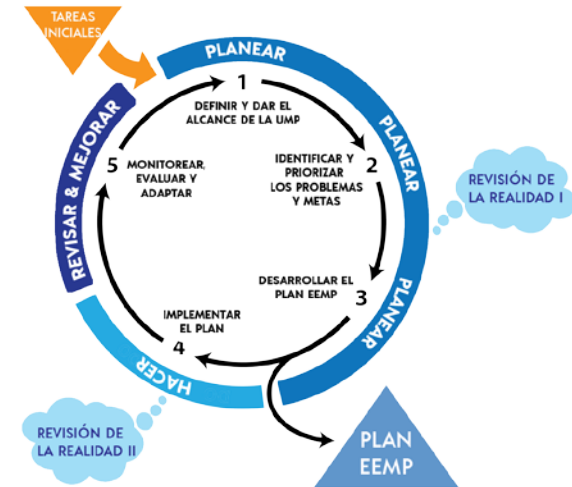 TAREAS
INICIALES
PLANEAR
1
DEFINIR Y DAR EL
ALCANCE DE LA UMP
PLANEAR
2
IDENTIFICAR Y
PRIORIZAR
LOS PROBLEMAS
Y METAS
REVISIÓN DE
LA REALIDAD I
PLANEAR
3
DESARROLLAR EL
PLAN EEMP
PLAN
EEMP
HACER
4
IMPLEMENTAR
EL PLAN
REVISIÓN DE
LA REALIDAD II
REVISAR & MEJORAR
5
MONITOREAR,
EVALUAR Y
ADAPTAR